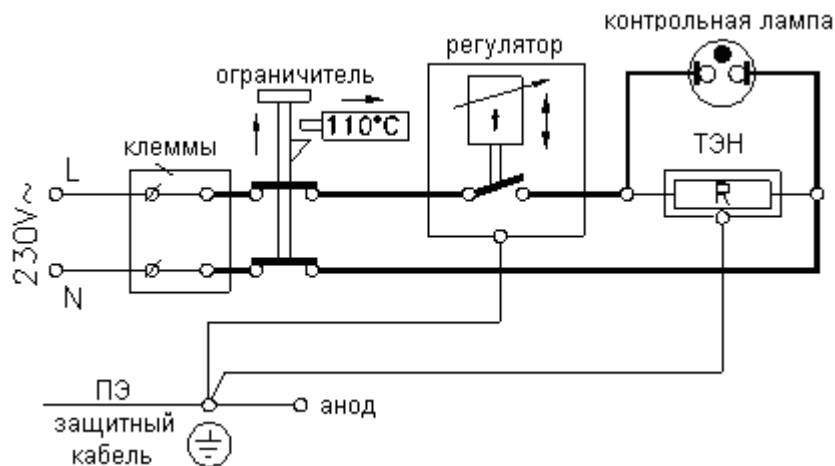 контрольная лампа
регулятор
ограничитель
110°C
клеммы
ТЭН
L
R
230V~
N
ПЭ
анод
защитный
кабель